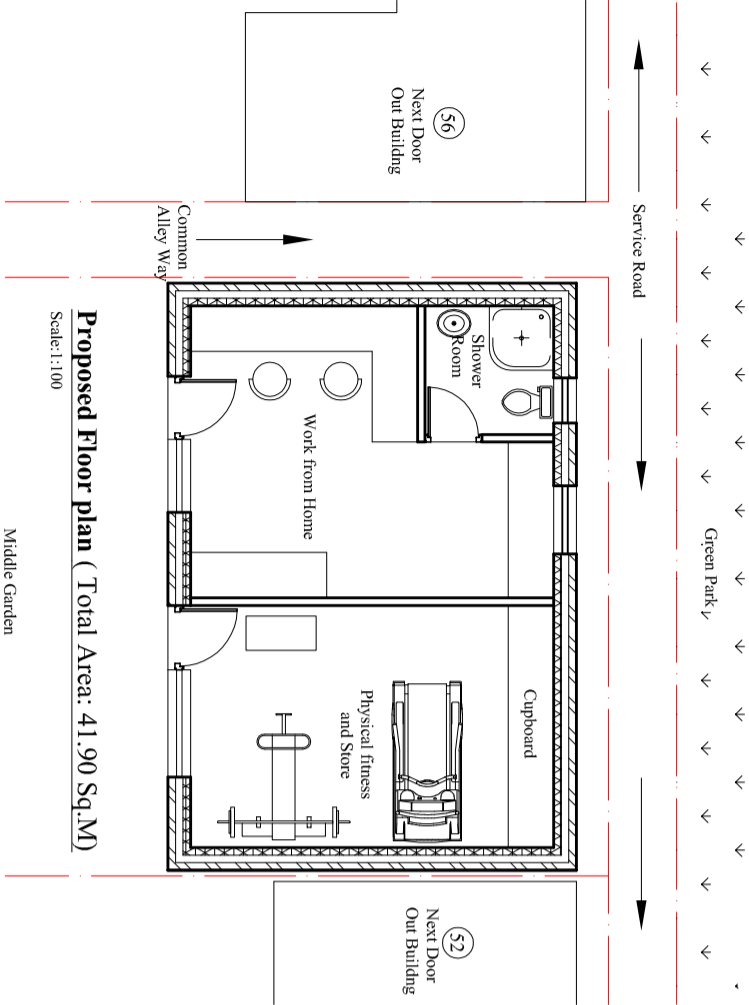 Green Park
Service Road
56
Next Door
Out Buildng
52
Next Door
Out Buildng
Common
Alley Way
Shower
Room
Cupboard
Work from Home
Physical fitness
and Store
Proposed Floor plan ( Total Area: 41.90 Sq.M)
Scale:1:100
Middle Garden